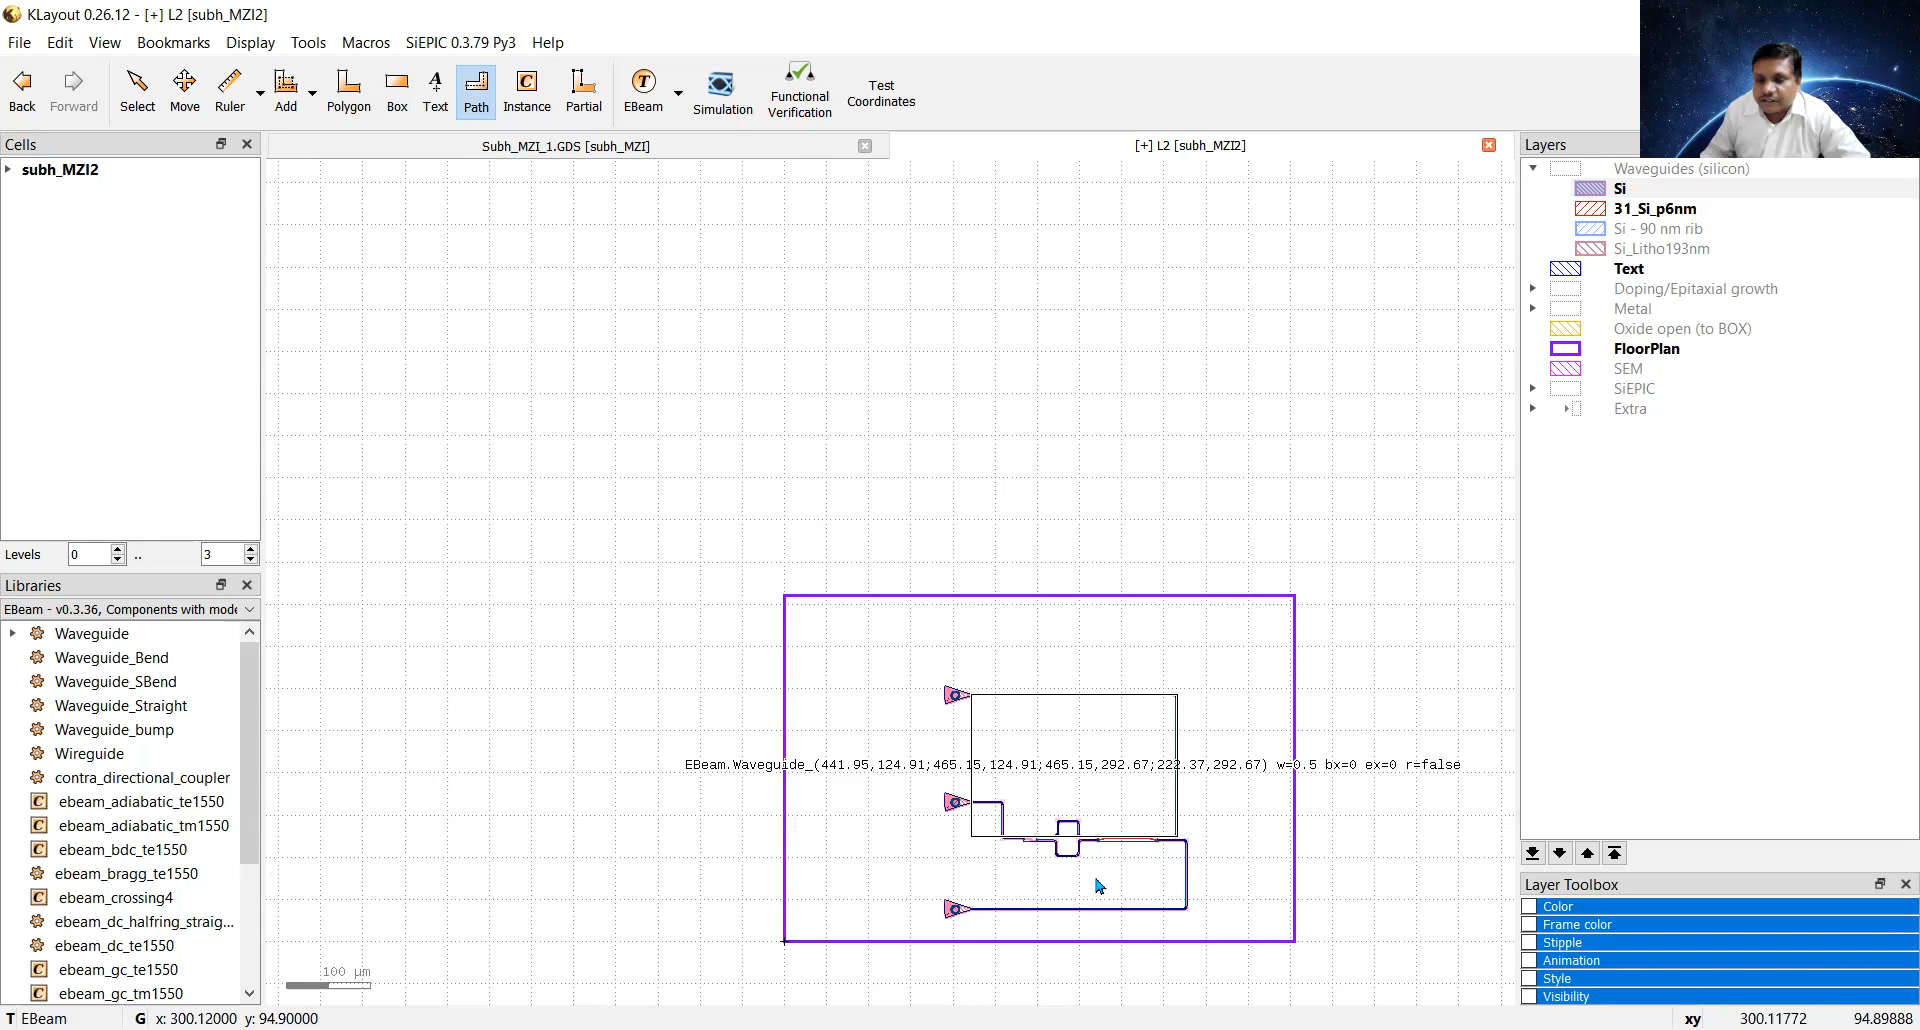 KLayout 0.26.12 - [+] L2 [subh_MZI2]
File Edit View Bookmarks Display Tools Macros SiEPIC 0.3.79 Py3 Help
Back Forward Select Move Ruler Add Polygon Box Text Path Instance Partial EBeam Simulation Functional Verification Test Coordinates
Cells
subh_MZI2
Levels 0 .. 3
Libraries
EBeam - v0.3.36, Components with mode
Waveguide
Waveguide_Bend
Waveguide_SBend
Waveguide_Straight
Waveguide_bump
Wireguide
contra_directional_coupler
ebeam_adiabatic_te1550
ebeam_adiabatic_tm1550
ebeam_bdc_te1550
ebeam_bragg_te1550
ebeam_crossing4
ebeam_dc_halfring_straig...
ebeam_dc_te1550
ebeam_gc_te1550
ebeam_gc_tm1550
Subh_MZI_1.GDS [subh_MZI]
[+] L2 [subh_MZI2]
EBeam.Waveguide_(441.95,124.91;465.15,124.91;465.15,292.67;222.37,292.67) w=0.5 bx=0 ex=0 r=false
100 µm
Layers
Waveguides (silicon)
Si
31_Si_p6nm
Si - 90 nm rib
Si_Litho193nm
Text
Doping/Epitaxial growth
Metal
Oxide open (to BOX)
FloorPlan
SEM
SiEPIC
Extra
Layer Toolbox
Color
Frame color
Stipple
Animation
Style
Visibility
T EBeam G x: 300.12000 y: 94.90000 xy 300.11772 94.89888